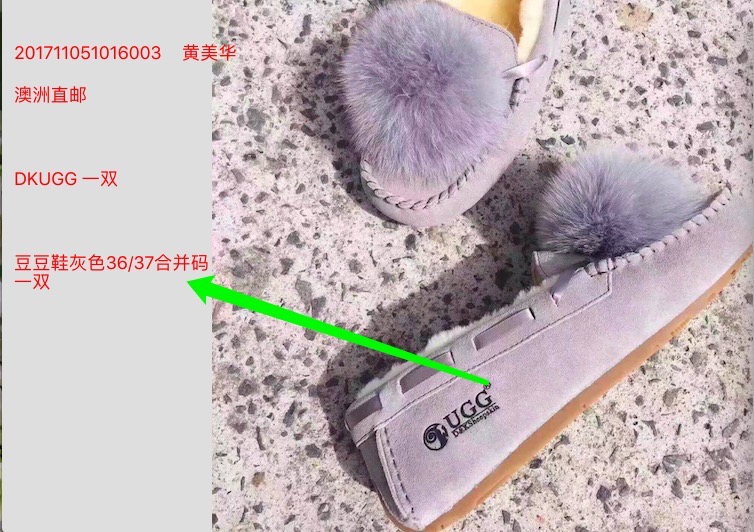 201711051016003 黄美华
澳洲直邮
DKUGG 一双
豆豆鞋灰色36/37合并码
一双
UGG
D&KSheepskin